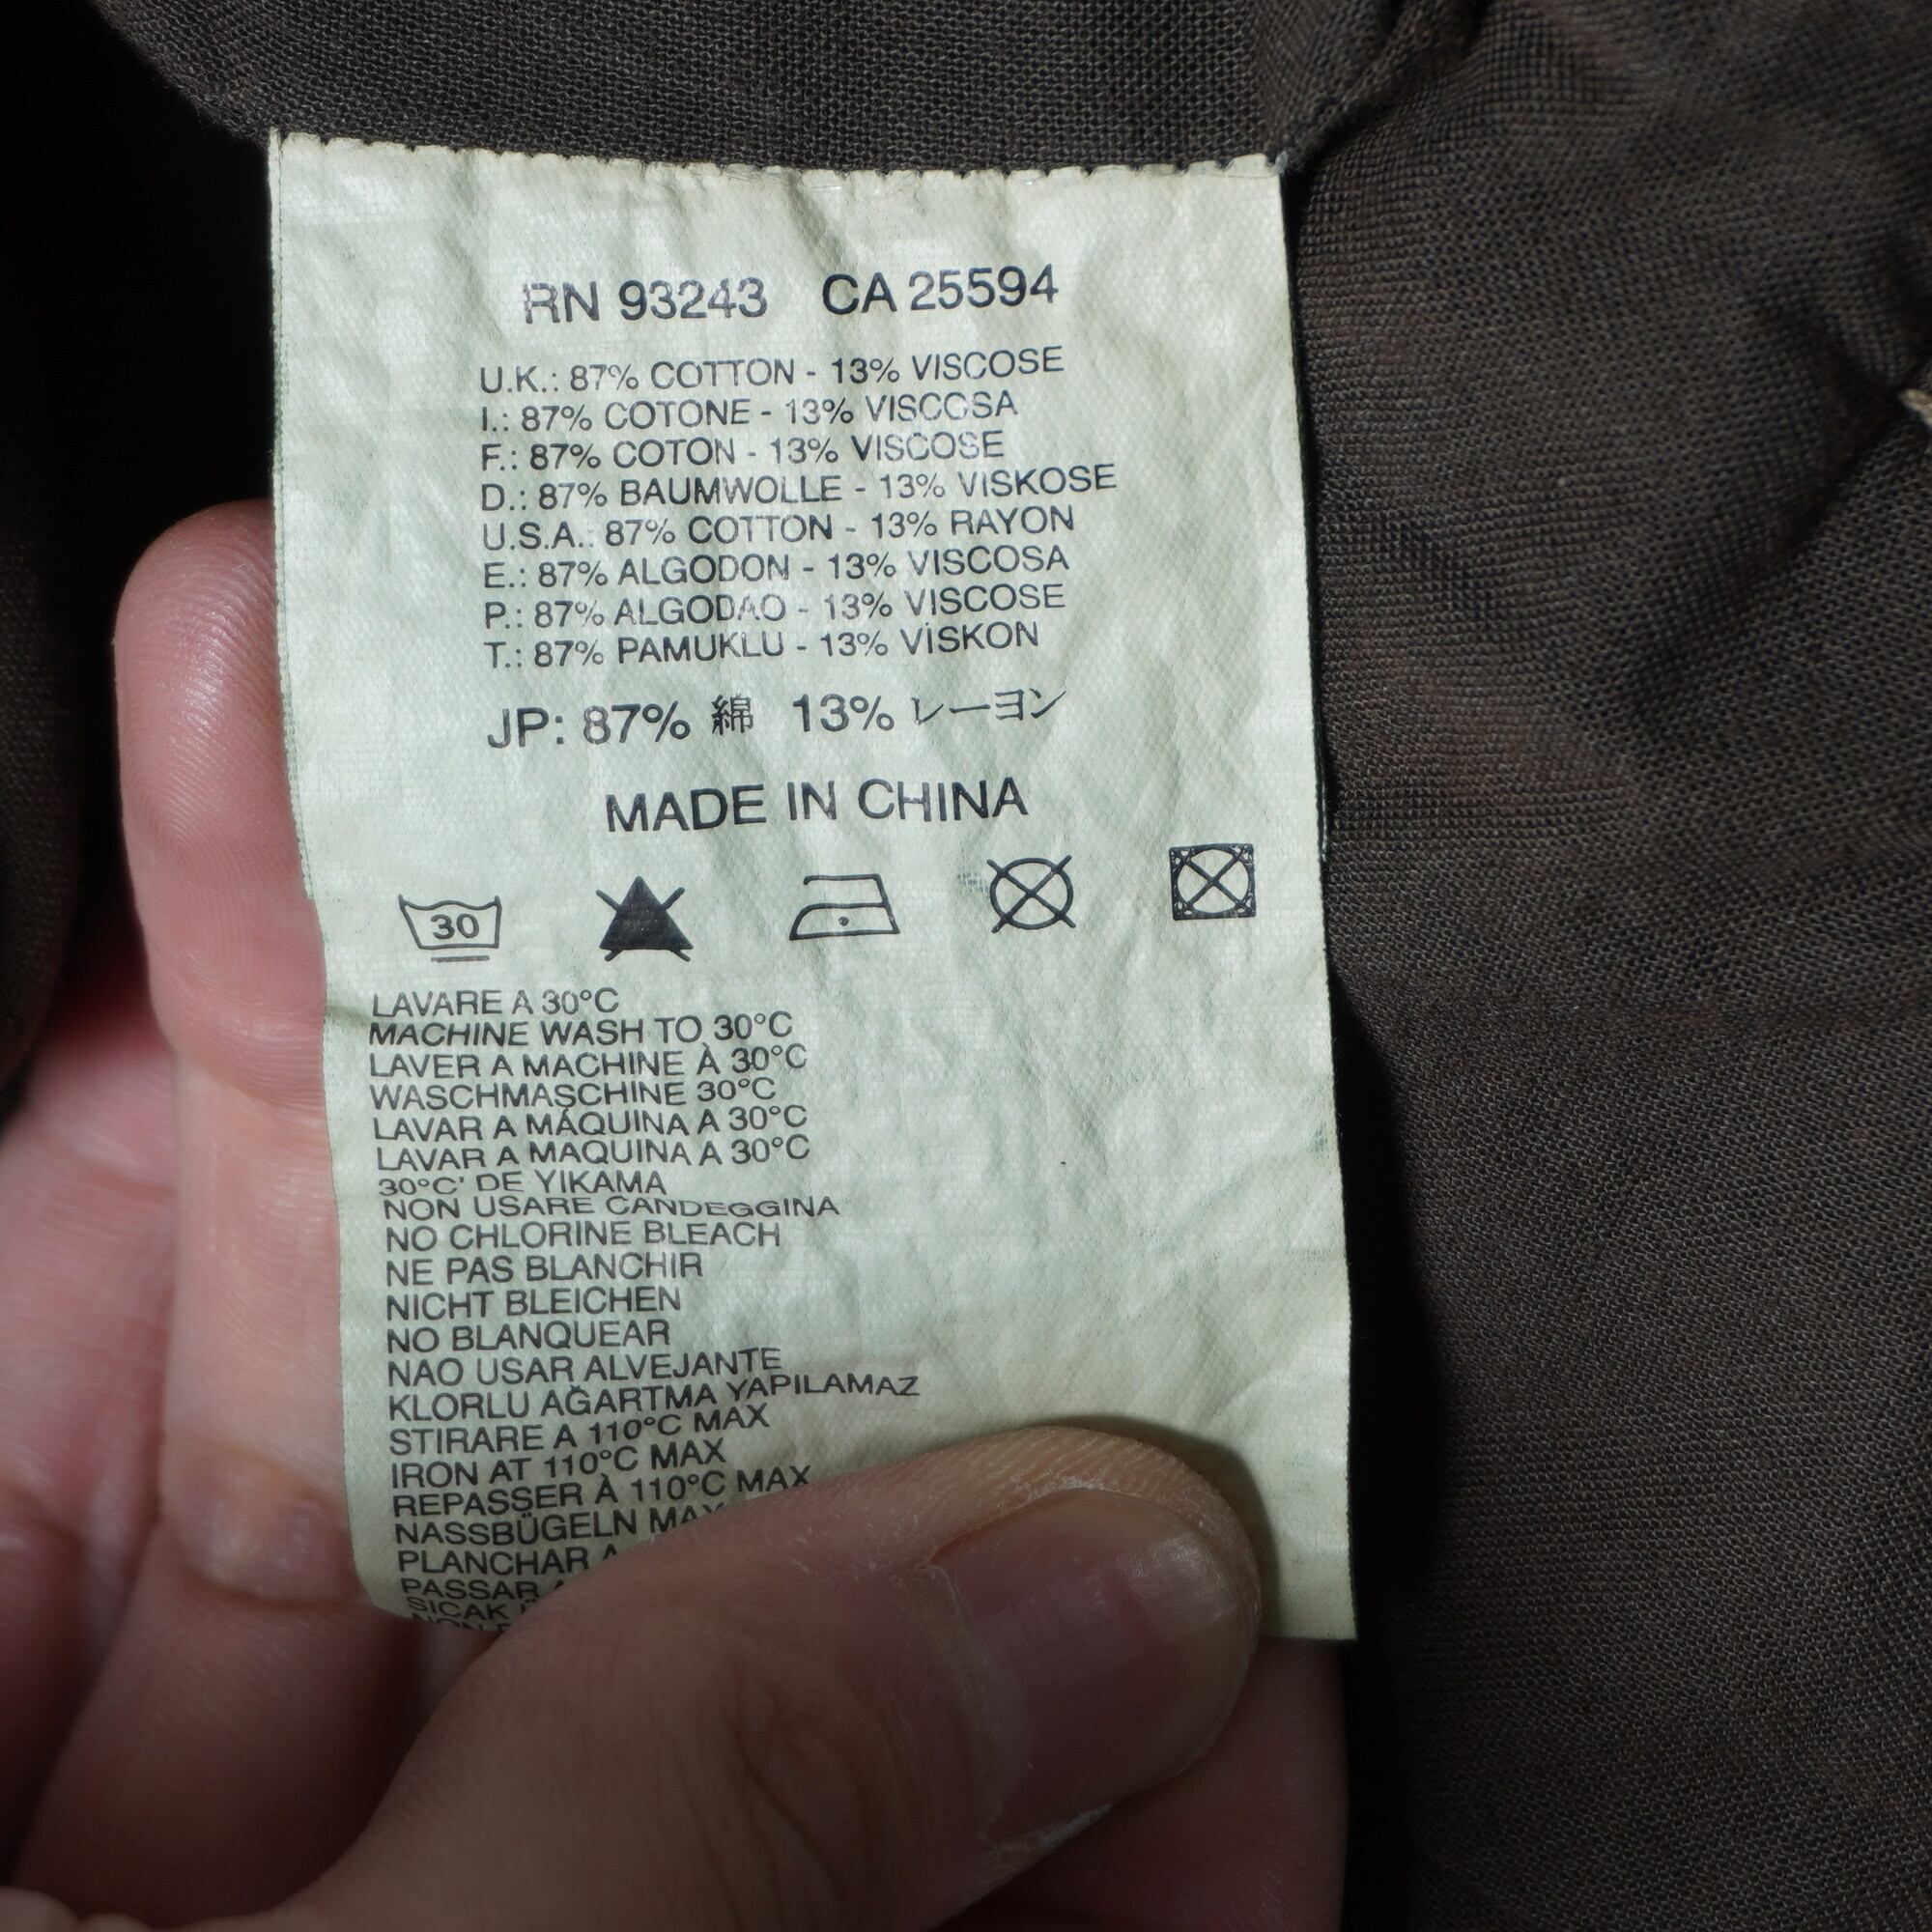 RN 93243 CA 25594
U.K.: 87% COTTON - 13% VISCOSE
I.: 87% COTONE - 13% VISCOSA
F.: 87% COTON - 13% VISCOSE
D.: 87% BAUMWOLLE - 13% VISKOSE
U.S.A.: 87% COTTON - 13% RAYON
E.: 87% ALGODON - 13% VISCOSA
P.: 87% ALGODAO - 13% VISCOSE
T.: 87% PAMUKLU - 13% VİSKON
JP: 87% 綿 13% レーヨン
MADE IN CHINA
30
LAVARE A 30°C
MACHINE WASH TO 30°C
LAVER A MACHINE À 30°C
WASCHMASCHINE 30°C
LAVAR A MÁQUINA A 30°C
LAVAR A MAQUINA A 30°C
30°C' DE YIKAMA
NON USARE CANDEGGINA
NO CHLORINE BLEACH
NE PAS BLANCHIR
NICHT BLEICHEN
NO BLANQUEAR
NAO USAR ALVEJANTE
KLORLU AĞARTMA YAPILAMAZ
STIRARE A 110°C MAX
IRON AT 110°C MAX
REPASSER À 110°C MAX
NASSBÜGELN MAX
PLANCHAR A
PASSAR
SICAK
NON